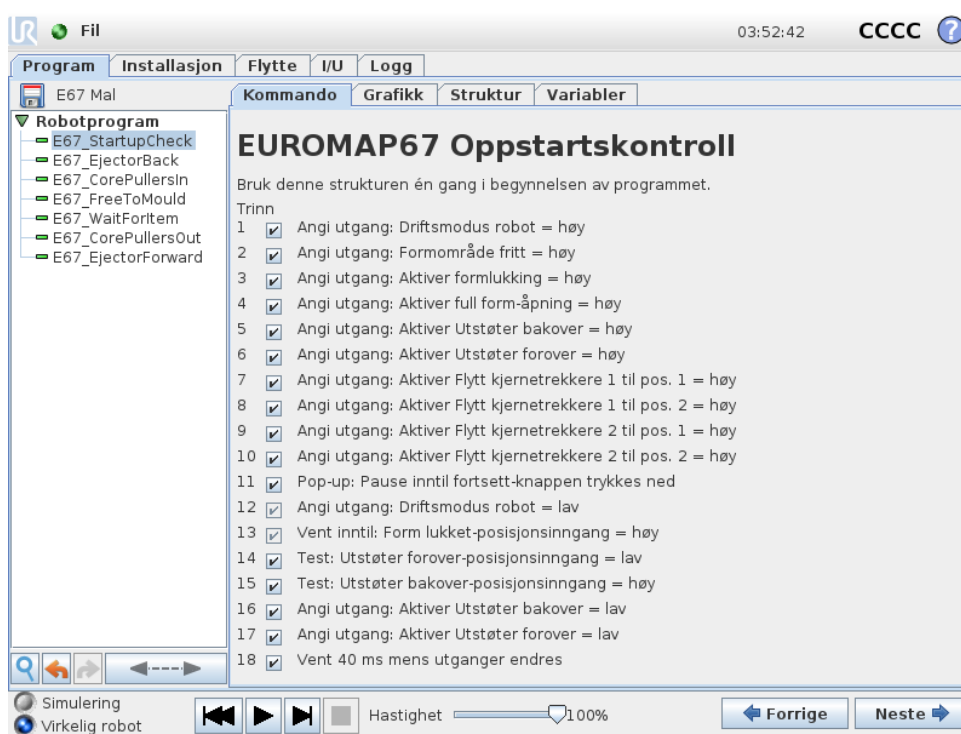 UR Fil 03:52:42 CCCC ?
Program Installasjon Flytte I/U Logg
E67 Mal
Kommando Grafikk Struktur Variabler
Robotprogram
E67_StartupCheck
E67_EjectorBack
E67_CorePullersIn
E67_FreeToMould
E67_WaitForItem
E67_CorePullersOut
E67_EjectorForward
EUROMAP67 Oppstartskontroll
Bruk denne strukturen én gang i begynnelsen av programmet.
Trinn
1 Angi utgang: Driftsmodus robot = høy
2 Angi utgang: Formområde fritt = høy
3 Angi utgang: Aktiver formlukking = høy
4 Angi utgang: Aktiver full form-åpning = høy
5 Angi utgang: Aktiver Utstøter bakover = høy
6 Angi utgang: Aktiver Utstøter forover = høy
7 Angi utgang: Aktiver Flytt kjernetrekkere 1 til pos. 1 = høy
8 Angi utgang: Aktiver Flytt kjernetrekkere 1 til pos. 2 = høy
9 Angi utgang: Aktiver Flytt kjernetrekkere 2 til pos. 1 = høy
10 Angi utgang: Aktiver Flytt kjernetrekkere 2 til pos. 2 = høy
11 Pop-up: Pause inntil fortsett-knappen trykkes ned
12 Angi utgang: Driftsmodus robot = lav
13 Vent inntil: Form lukket-posisjonsinngang = høy
14 Test: Utstøter forover-posisjonsinngang = lav
15 Test: Utstøter bakover-posisjonsinngang = høy
16 Angi utgang: Aktiver Utstøter bakover = lav
17 Angi utgang: Aktiver Utstøter forover = lav
18 Vent 40 ms mens utganger endres
Simulering
Virkelig robot
Hastighet 100%
Forrige Neste